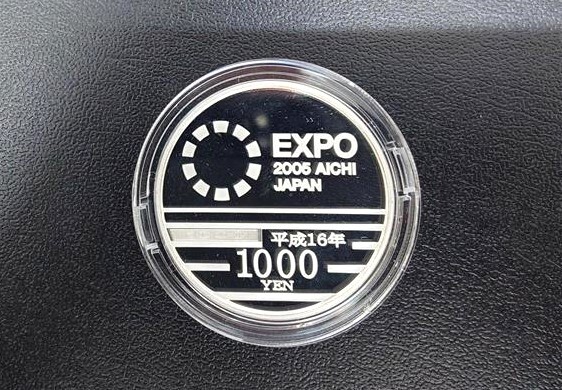 EXPO
2005 AICHI
JAPAN
平成16年
1000
YEN